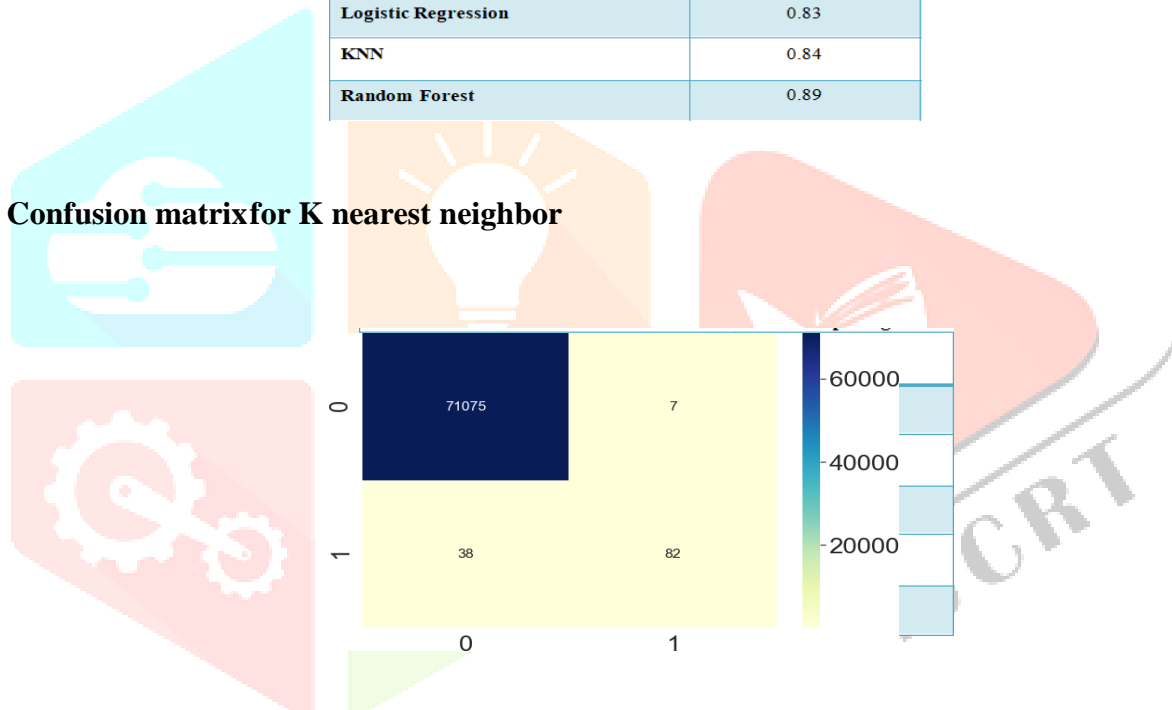 Logistic Regression 0.83
KNN 0.84
Random Forest 0.89
Confusion matrixfor K nearest neighbor
60000
0 71075 7
40000
CRT
20000
1 38 82
0 1